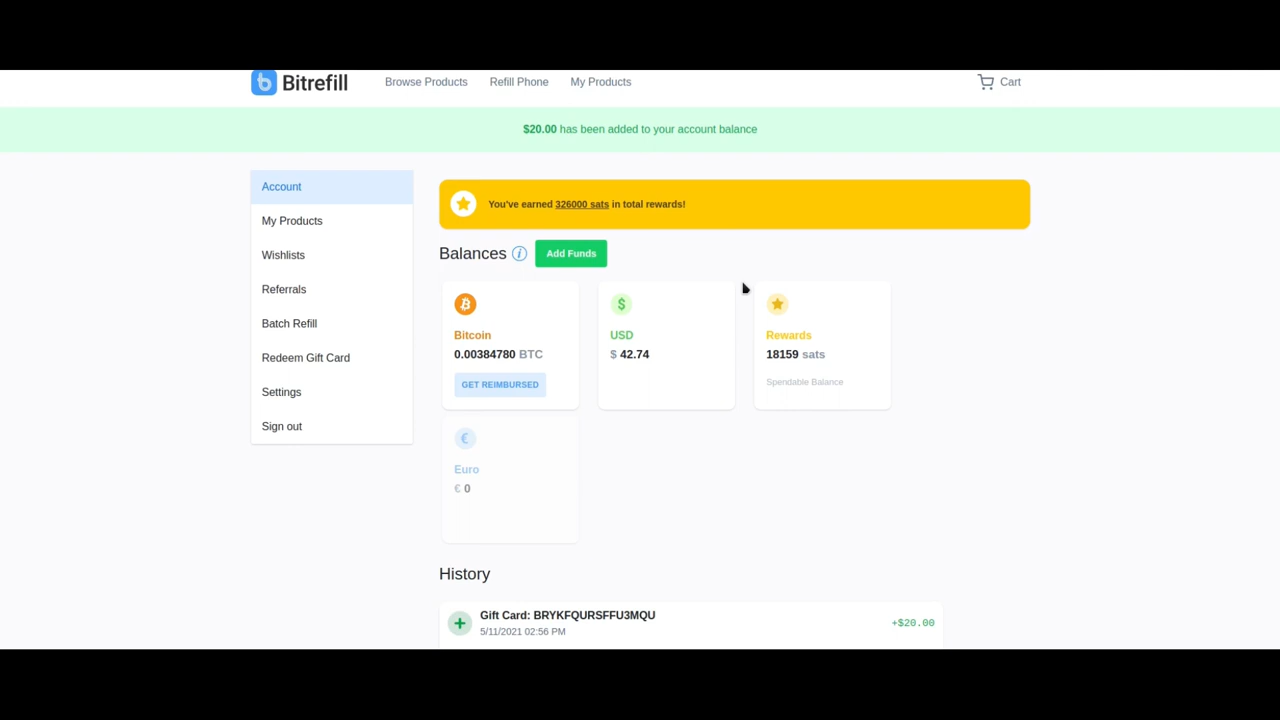 Bitrefill
Browse Products
Refill Phone
My Products
Cart
$20.00 has been added to your account balance
Account
My Products
Wishlists
Referrals
Batch Refill
Redeem Gift Card
Settings
Sign out
You've earned 326000 sats in total rewards!
Balances
Add Funds
Bitcoin
0.00384780 BTC
GET REIMBURSED
USD
$ 42.74
Rewards
18159 sats
Spendable Balance
Euro
€ 0
History
Gift Card: BRYKFQURSFFU3MQU
5/11/2021 02:56 PM
+$20.00